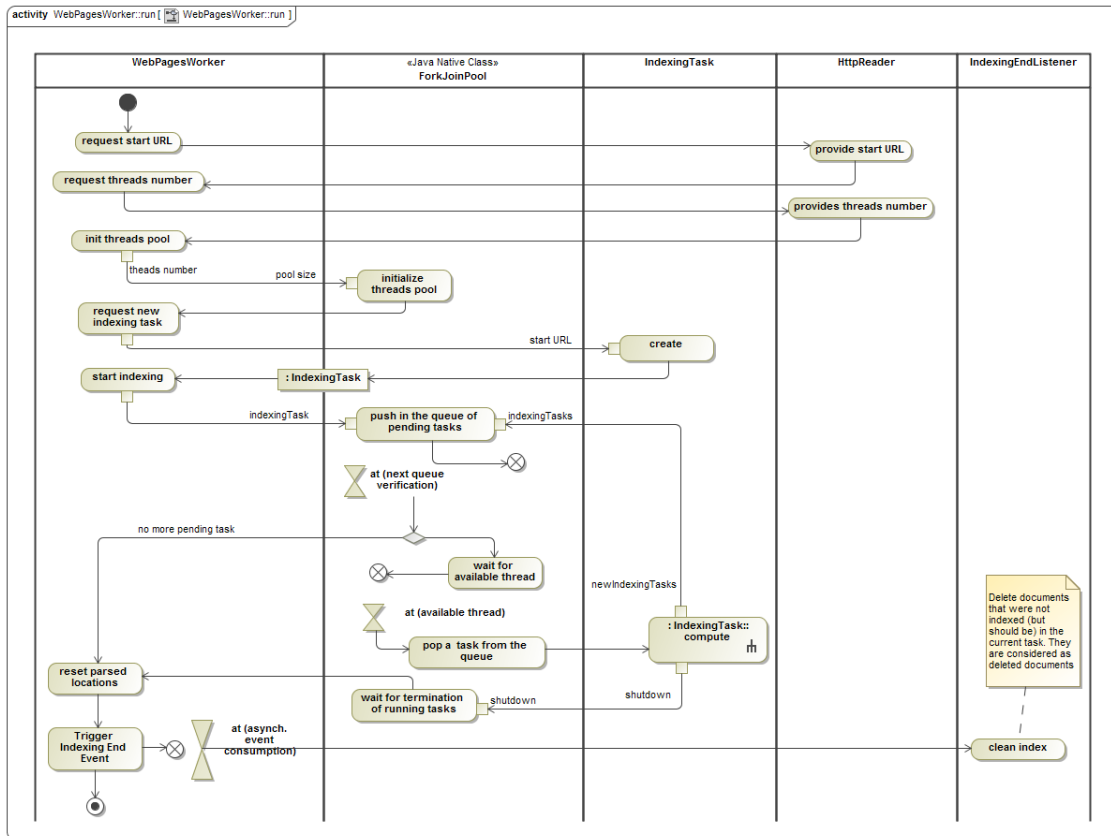 activity WebPagesWorker::run [ WebPagesWorker::run ]
WebPagesWorker
«Java Native Class»
ForkJoinPool
IndexingTask
HttpReader
IndexingEndListener
request start URL
provide start URL
request threads number
provides threads number
init threads pool
theads number
pool size
initialize
threads pool
request new
indexing task
start URL
create
start indexing
: IndexingTask
indexingTask
push in the queue of
pending tasks
indexingTasks
at (next queue
verification)
no more pending task
wait for
available thread
newIndexingTasks
at (available thread)
pop a task from the
queue
: IndexingTask::
compute
Delete documents
that were not
indexed (but
should be) in the
current task. They
are considered as
deleted documents
reset parsed
locations
wait for termination
of running tasks
shutdown
shutdown
Trigger
Indexing End
Event
at (asynch.
event
consumption)
clean index